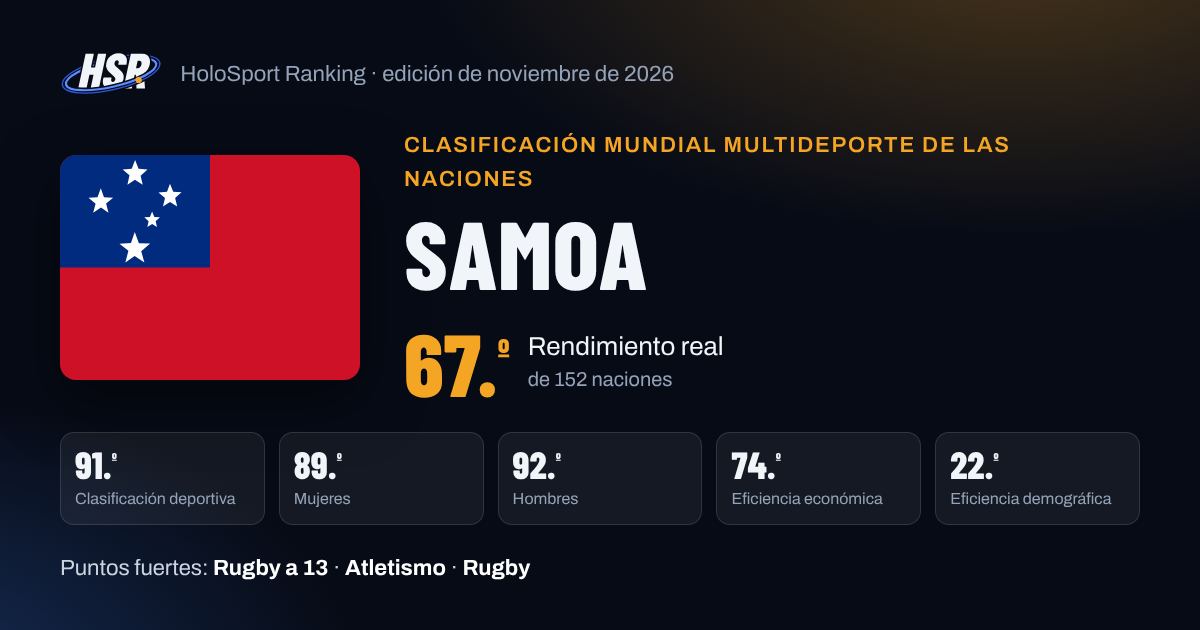 HSR
HoloSport Ranking · edición de noviembre de 2026
CLASIFICACIÓN MUNDIAL MULTIDEPORTE DE LAS
NACIONES
SAMOA
67.º
Rendimiento real
de 152 naciones
91.º
Clasificación deportiva
89.º
Mujeres
92.º
Hombres
74.º
Eficiencia económica
22.º
Eficiencia demográfica
Puntos fuertes: Rugby a 13 · Atletismo · Rugby